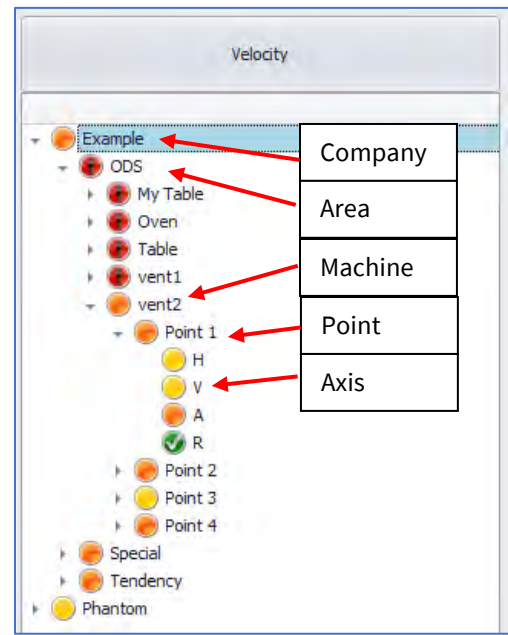 Velocity
Example
Company
ODS
My Table
Area
Oven
Table
Machine
vent1
vent2
Point 1
Point
H
V
Axis
A
R
Point 2
Point 3
Point 4
Special
Tendency
Phantom